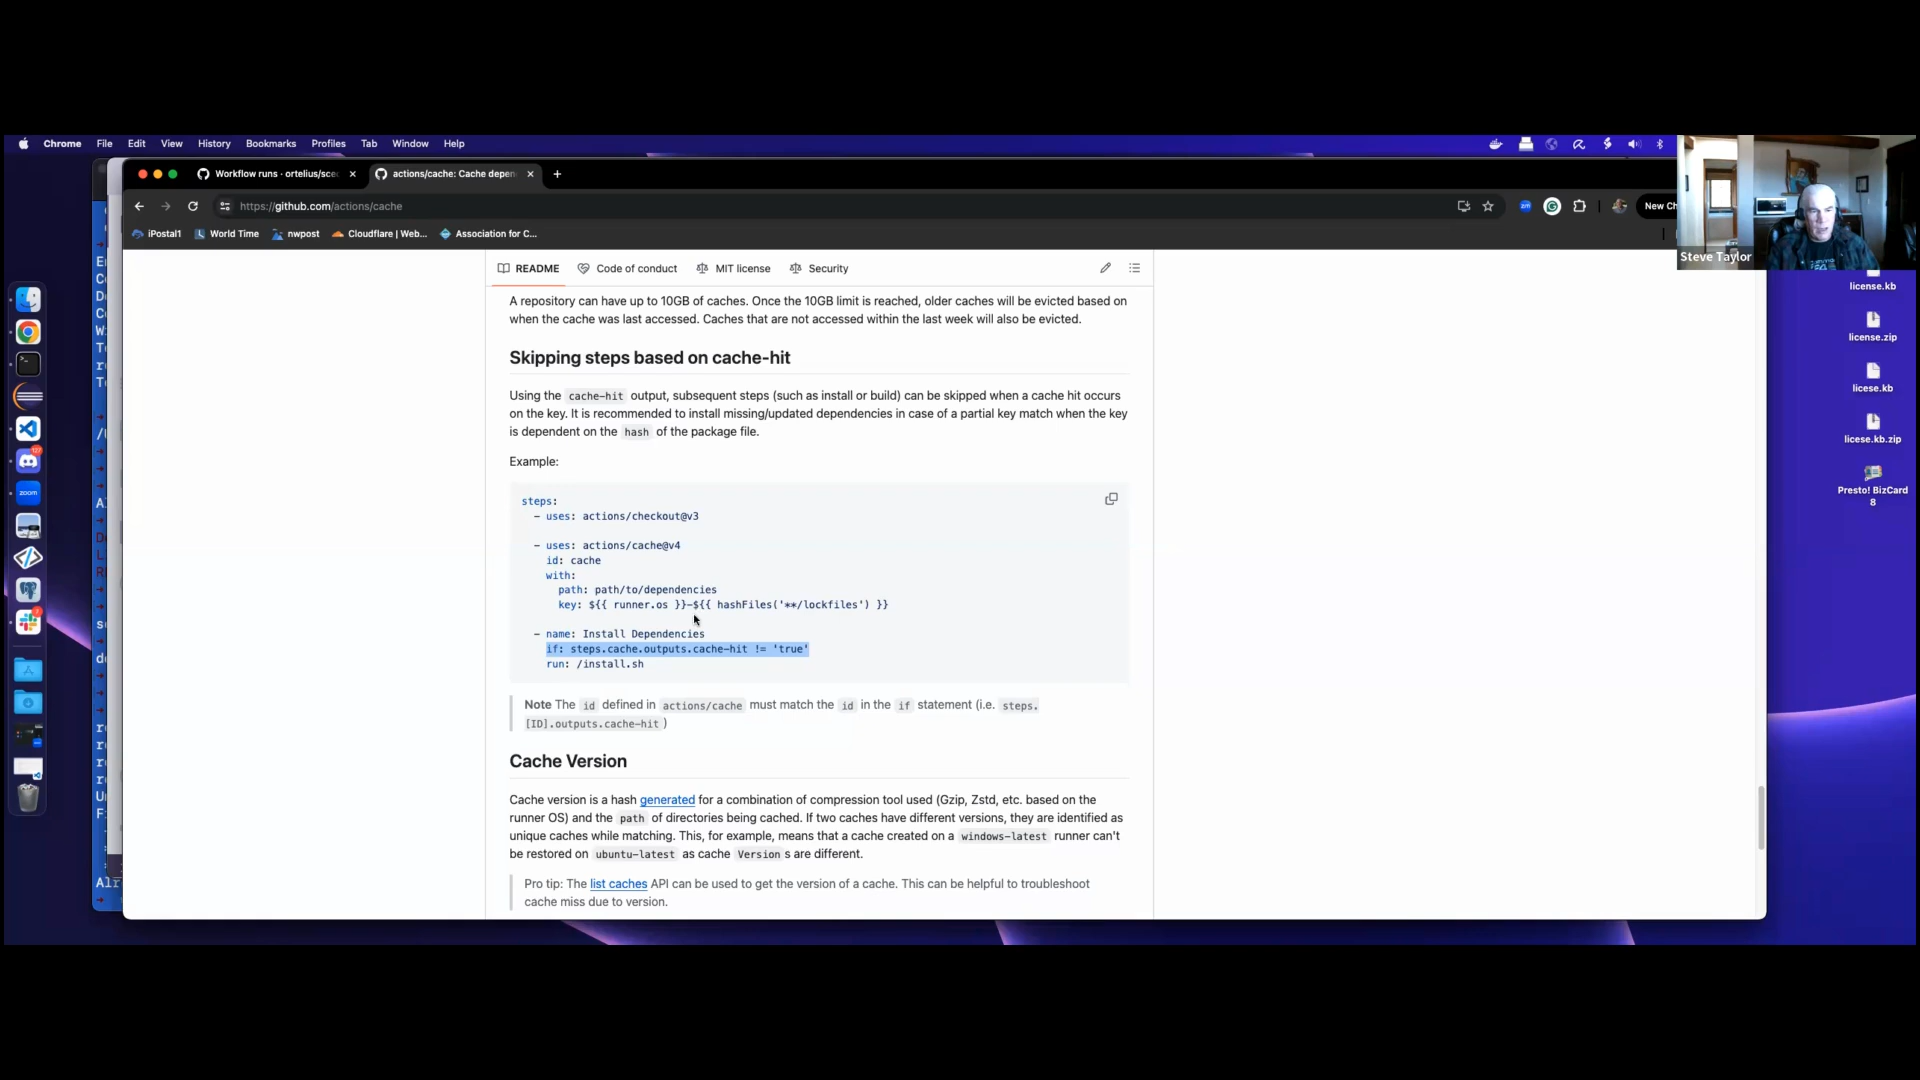 Chrome File Edit View History Bookmarks Profiles Tab Window Help
Workflow runs · ortelius/sce
actions/cache: Cache depen
https://github.com/actions/cache
New Ch
iPostal1 World Time nwpost Cloudflare | Web... Association for C...
Steve Taylor
README Code of conduct MIT license Security
A repository can have up to 10GB of caches. Once the 10GB limit is reached, older caches will be evicted based on
when the cache was last accessed. Caches that are not accessed within the last week will also be evicted.
Skipping steps based on cache-hit
Using the cache-hit output, subsequent steps (such as install or build) can be skipped when a cache hit occurs
on the key. It is recommended to install missing/updated dependencies in case of a partial key match when the key
is dependent on the hash of the package file.
Example:
steps:
- uses: actions/checkout@v3
- uses: actions/cache@v4
id: cache
with:
path: path/to/dependencies
key: ${{ runner.os }}-${{ hashFiles('**/lockfiles') }}
- name: Install Dependencies
if: steps.cache.outputs.cache-hit != 'true'
run: /install.sh
Note The id defined in actions/cache must match the id in the if statement (i.e. steps.
[ID].outputs.cache-hit )
Cache Version
Cache version is a hash generated for a combination of compression tool used (Gzip, Zstd, etc. based on the
runner OS) and the path of directories being cached. If two caches have different versions, they are identified as
unique caches while matching. This, for example, means that a cache created on a windows-latest runner can't
be restored on ubuntu-latest as cache Version s are different.
Pro tip: The list caches API can be used to get the version of a cache. This can be helpful to troubleshoot
cache miss due to version.
license.kb
license.zip
licese.kb
licese.kb.zip
Presto! BizCard
8
zoom